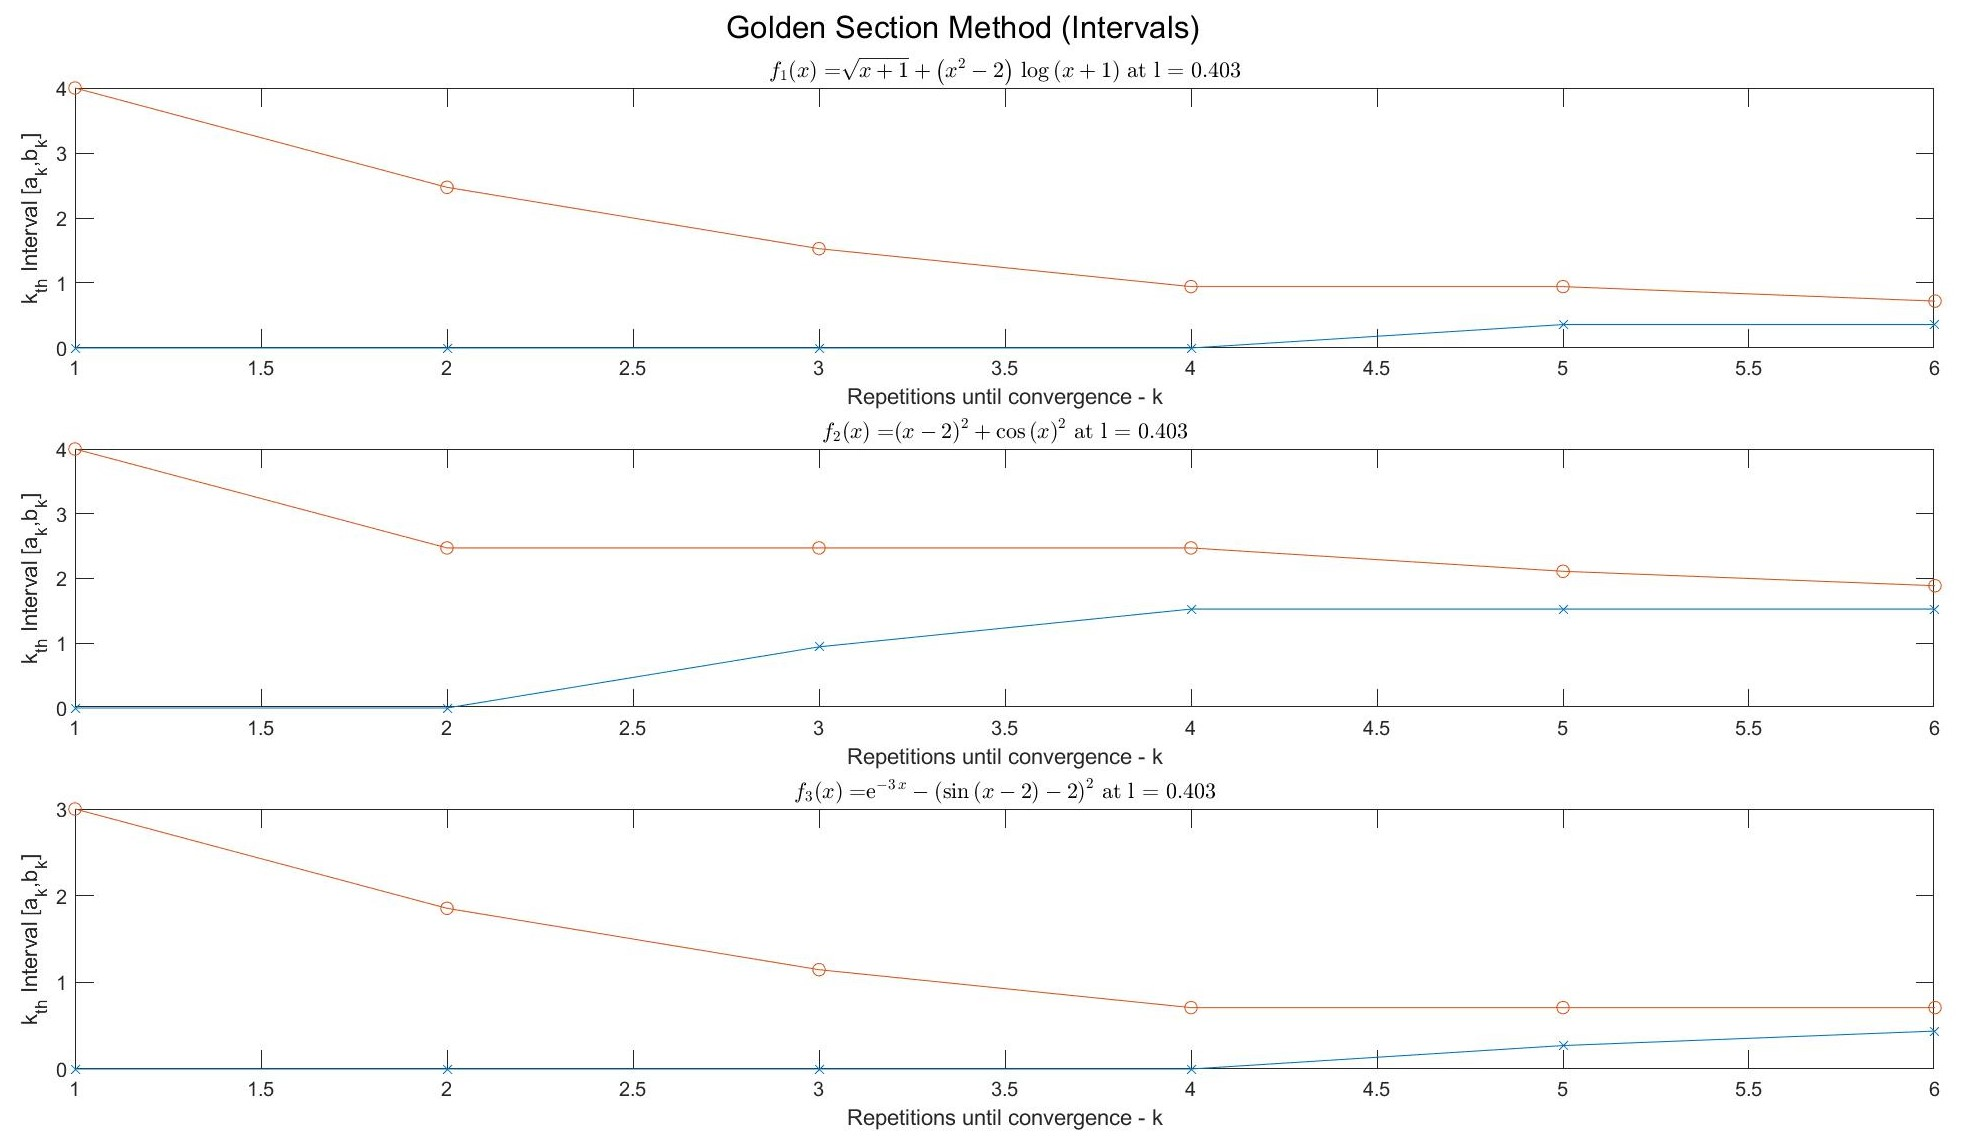 Golden Section Method (Intervals)
f₁(x) =√(x + 1) + (x² − 2) log (x + 1) at l = 0.403
4
3
2
1
0
k_th Interval [a_k,b_k]
1 1.5 2 2.5 3 3.5 4 4.5 5 5.5 6
Repetitions until convergence - k
f₂(x) =(x − 2)² + cos (x)² at l = 0.403
4
3
2
1
0
k_th Interval [a_k,b_k]
1 1.5 2 2.5 3 3.5 4 4.5 5 5.5 6
Repetitions until convergence - k
f₃(x) =e⁻³ˣ − (sin (x − 2) − 2)² at l = 0.403
3
2
1
0
k_th Interval [a_k,b_k]
1 1.5 2 2.5 3 3.5 4 4.5 5 5.5 6
Repetitions until convergence - k